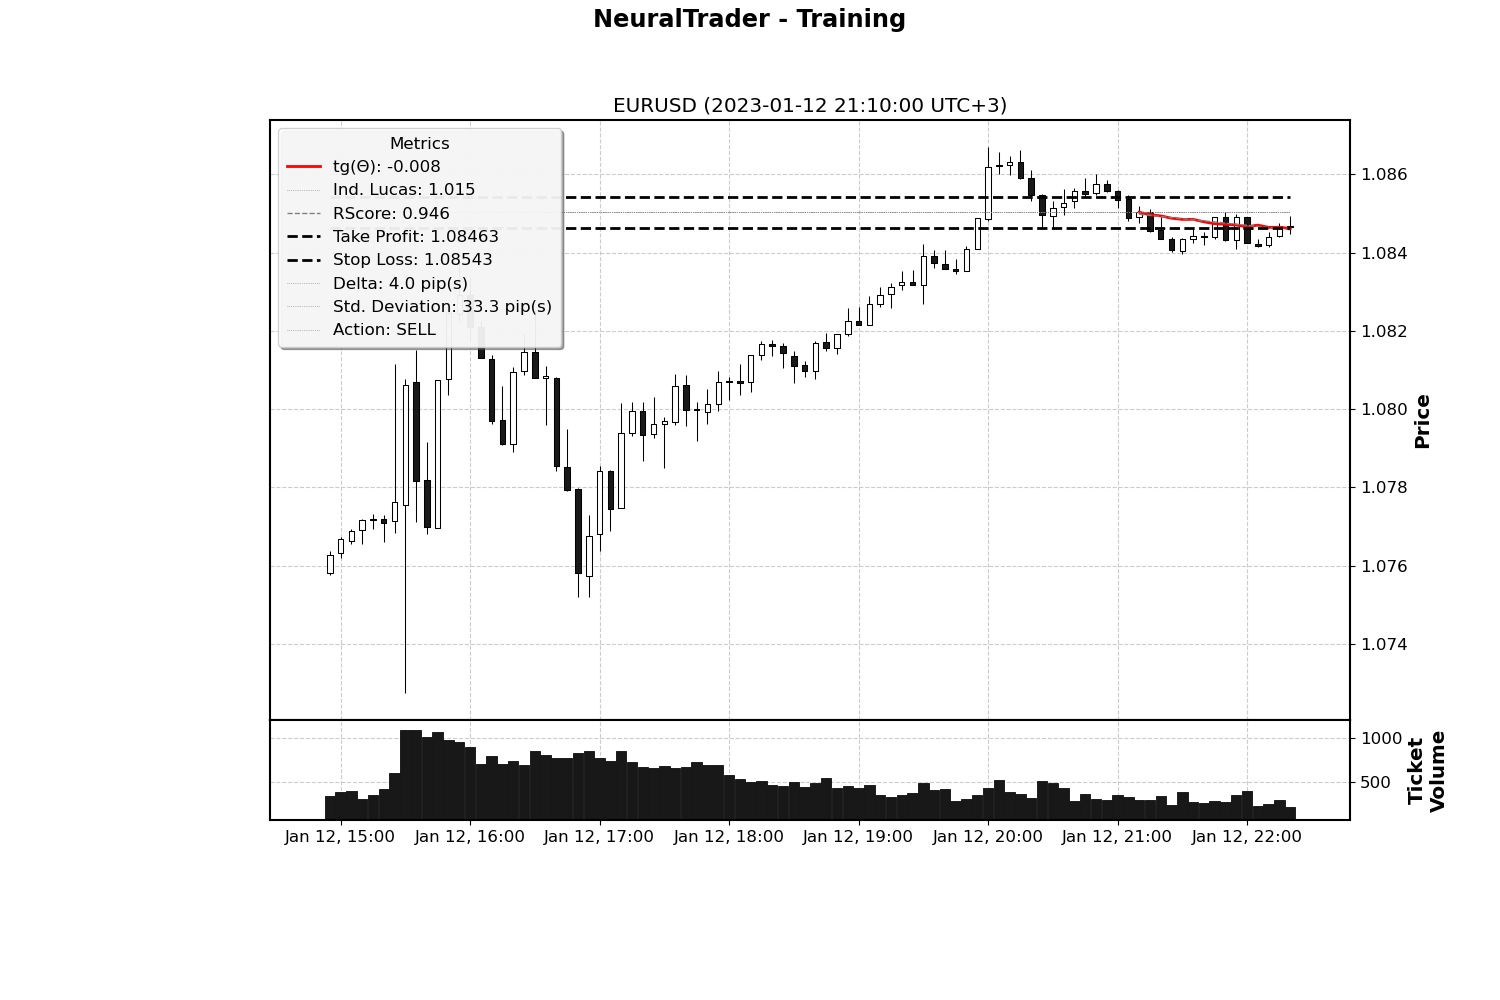 NeuralTrader - Training
EURUSD (2023-01-12 21:10:00 UTC+3)
Metrics
tg(Θ): -0.008
Ind. Lucas: 1.015
RScore: 0.946
Take Profit: 1.08463
Stop Loss: 1.08543
Delta: 4.0 pip(s)
Std. Deviation: 33.3 pip(s)
Action: SELL
1.086
1.084
1.082
1.080
1.078
1.076
1.074
Price
1000
500
Ticket
Volume
Jan 12, 15:00
Jan 12, 16:00
Jan 12, 17:00
Jan 12, 18:00
Jan 12, 19:00
Jan 12, 20:00
Jan 12, 21:00
Jan 12, 22:00